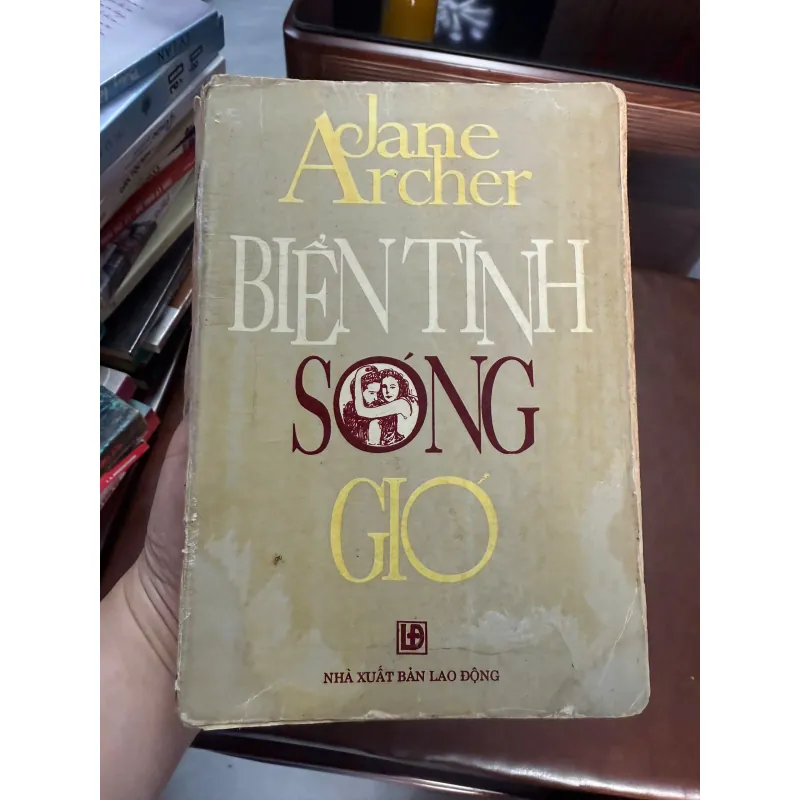 Jane
Archer
BIỂN TÌNH
SÓNG
GIÓ
LĐ
NHÀ XUẤT BẢN LAO ĐỘNG